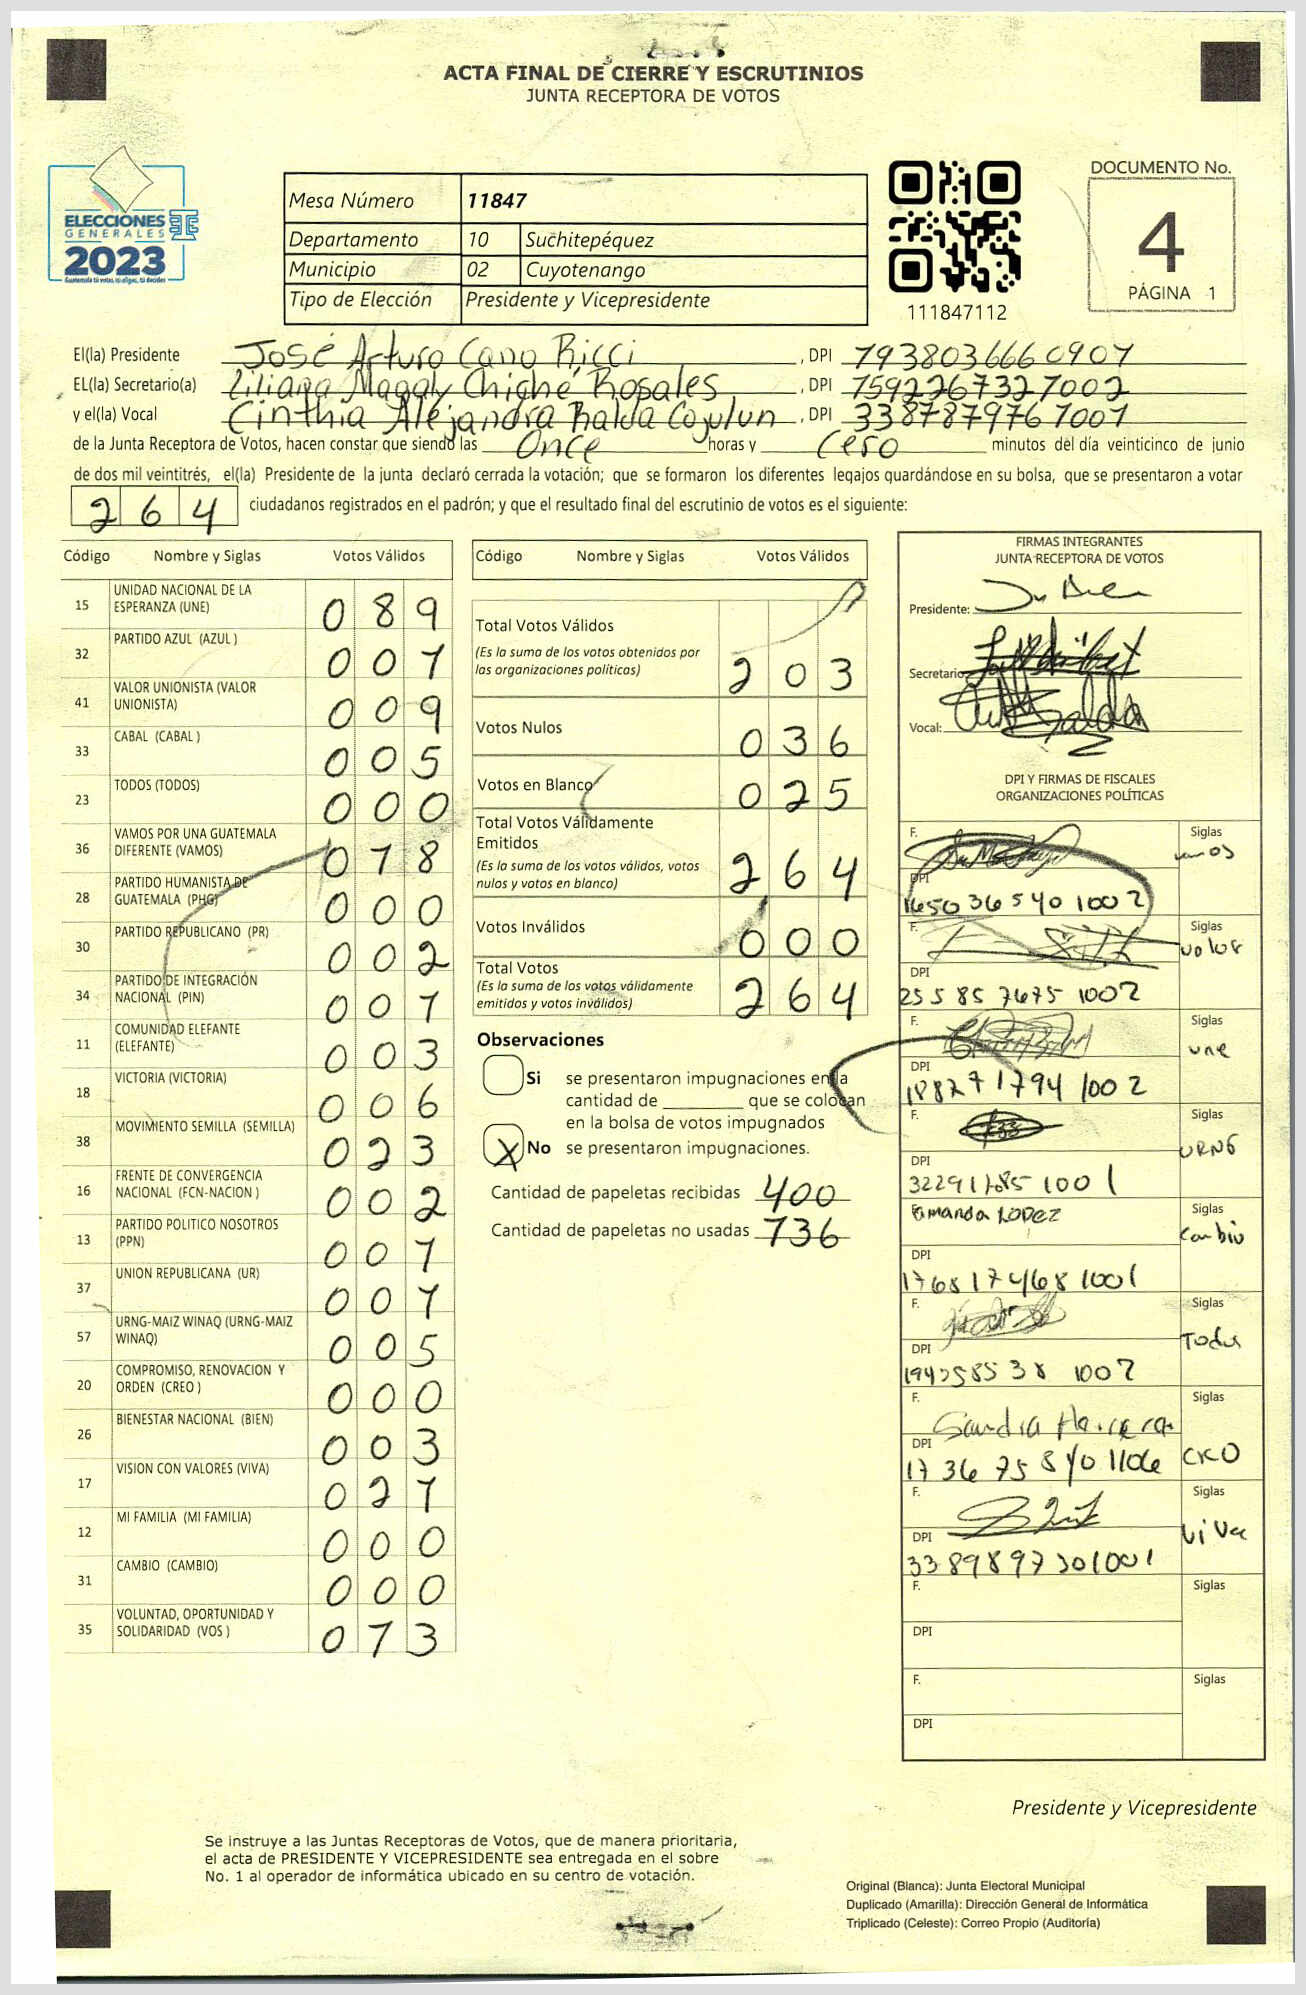 ACTA FINAL DE CIERRE Y ESCRUTINIOS
JUNTA RECEPTORA DE VOTOS
ELECCIONES
GENERALES
2023
Guatemala tú votas, tú eliges, tú decides
Mesa Número 11847
Departamento 10 Suchitepéquez
Municipio 02 Cuyotenango
Tipo de Elección Presidente y Vicepresidente
111847112
DOCUMENTO No.
4
PÁGINA 1
El(la) Presidente José Arturo Cano Ricci , DPI 1938036660901
EL(la) Secretario(a) Liliana Magaly Chiché Rosales , DPI 1592267321002
y el(la) Vocal Cinthia Alejandra Ralda Cojulun , DPI 3387879761001
de la Junta Receptora de Votos, hacen constar que siendo las Once horas y Cero minutos del día veinticinco de junio
de dos mil veintitrés, el(la) Presidente de la junta declaró cerrada la votación; que se formaron los diferentes legajos guardándose en su bolsa, que se presentaron a votar
264 ciudadanos registrados en el padrón; y que el resultado final del escrutinio de votos es el siguiente:
Código Nombre y Siglas Votos Válidos
15 UNIDAD NACIONAL DE LA ESPERANZA (UNE) 089
32 PARTIDO AZUL (AZUL ) 001
41 VALOR UNIONISTA (VALOR UNIONISTA) 009
33 CABAL (CABAL ) 005
23 TODOS (TODOS) 000
36 VAMOS POR UNA GUATEMALA DIFERENTE (VAMOS) 018
28 PARTIDO HUMANISTA DE GUATEMALA (PHG) 000
30 PARTIDO REPUBLICANO (PR) 002
34 PARTIDO DE INTEGRACIÓN NACIONAL (PIN) 001
11 COMUNIDAD ELEFANTE (ELEFANTE) 003
18 VICTORIA (VICTORIA) 006
38 MOVIMIENTO SEMILLA (SEMILLA) 023
16 FRENTE DE CONVERGENCIA NACIONAL (FCN-NACION ) 002
13 PARTIDO POLITICO NOSOTROS (PPN) 001
37 UNION REPUBLICANA (UR) 001
57 URNG-MAIZ WINAQ (URNG-MAIZ WINAQ) 005
20 COMPROMISO, RENOVACION Y ORDEN (CREO ) 000
26 BIENESTAR NACIONAL (BIEN) 003
17 VISION CON VALORES (VIVA) 021
12 MI FAMILIA (MI FAMILIA) 000
31 CAMBIO (CAMBIO) 000
35 VOLUNTAD, OPORTUNIDAD Y SOLIDARIDAD (VOS ) 013
Código Nombre y Siglas Votos Válidos
Total Votos Válidos
(Es la suma de los votos obtenidos por
las organizaciones políticas) 203
Votos Nulos 036
Votos en Blanco 025
Total Votos Válidamente
Emitidos
(Es la suma de los votos válidos, votos
nulos y votos en blanco) 264
Votos Inválidos 000
Total Votos
(Es la suma de los votos válidamente
emitidos y votos inválidos) 264
Observaciones
Si se presentaron impugnaciones en la
cantidad de ________ que se colocan
en la bolsa de votos impugnados
X No se presentaron impugnaciones.
Cantidad de papeletas recibidas 400
Cantidad de papeletas no usadas 136
FIRMAS INTEGRANTES
JUNTA RECEPTORA DE VOTOS
Presidente:
Secretario
Vocal:
DPI Y FIRMAS DE FISCALES
ORGANIZACIONES POLÍTICAS
F. Siglas vamos
DPI 1650365401002
F. Siglas valor
DPI 2558576751002
F. Siglas une
DPI 1882717941002
F. Siglas URNG
DPI
F. Amanda LOPEZ Siglas Cambio
DPI 1768174681001
F. Siglas Todos
DPI
F. Sandra Siglas CREO
DPI 1736758401106
F. Siglas Viva
DPI 3389897301001
F. Siglas
DPI
F. Siglas
DPI
Presidente y Vicepresidente
Se instruye a las Juntas Receptoras de Votos, que de manera prioritaria,
el acta de PRESIDENTE Y VICEPRESIDENTE sea entregada en el sobre
No. 1 al operador de informática ubicado en su centro de votación.
Original (Blanca): Junta Electoral Municipal
Duplicado (Amarilla): Dirección General de Informática
Triplicado (Celeste): Correo Propio (Auditoría)